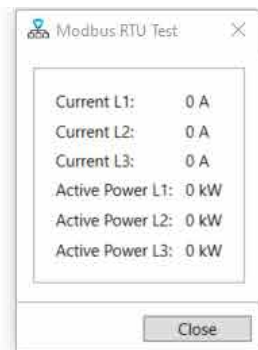 Modbus RTU Test
Current L1: 0 A
Current L2: 0 A
Current L3: 0 A
Active Power L1: 0 kW
Active Power L2: 0 kW
Active Power L3: 0 kW
Close